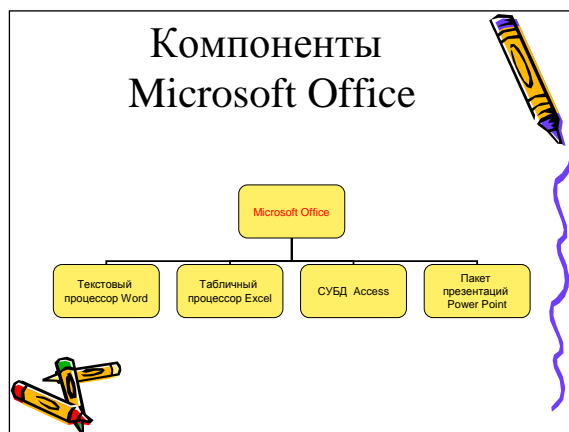 Компоненты
Microsoft Office
Microsoft Office
Текстовый
процессор Word
Табличный
процессор Excel
СУБД Access
Пакет
презентаций
Power Point